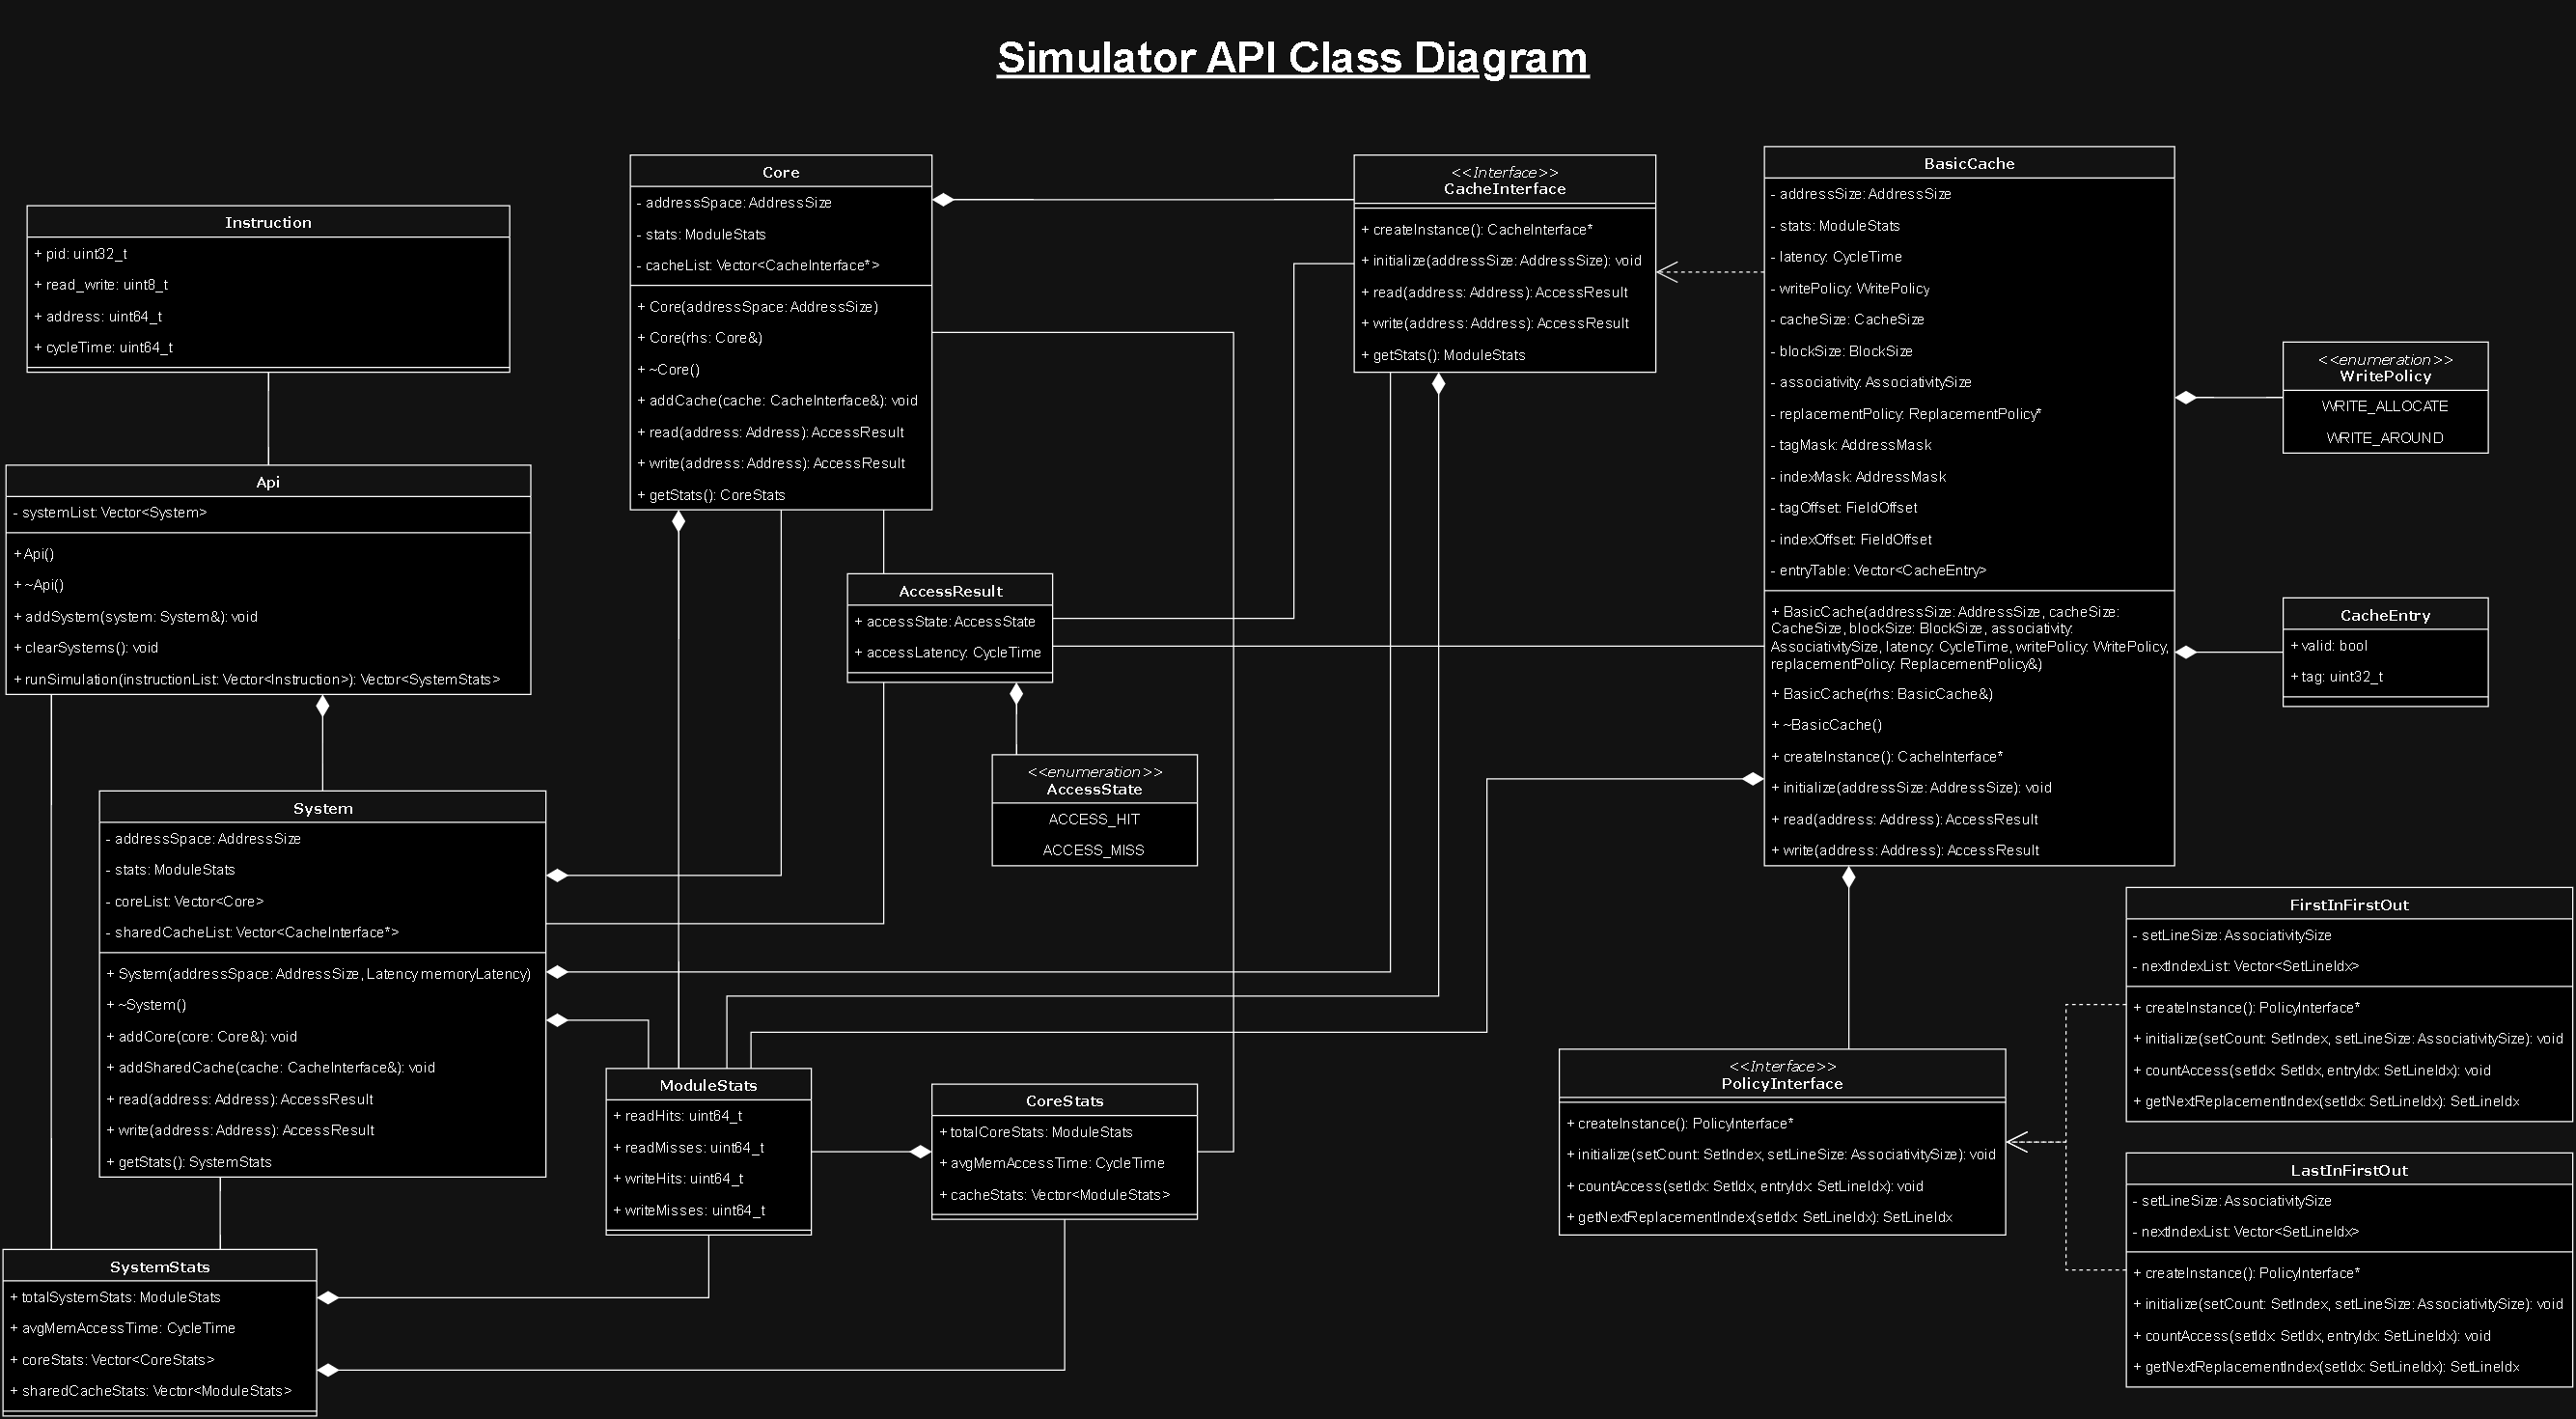 Simulator API Class Diagram
Instruction
+ pid: uint32_t
+ read_write: uint8_t
+ address: uint64_t
+ cycleTime: uint64_t
Api
- systemList: Vector<System>
+ Api()
+ ~Api()
+ addSystem(system: System&): void
+ clearSystems(): void
+ runSimulation(instructionList: Vector<Instruction>): Vector<SystemStats>
System
- addressSpace: AddressSize
- stats: ModuleStats
- coreList: Vector<Core>
- sharedCacheList: Vector<CacheInterface*>
+ System(addressSpace: AddressSize, Latency memoryLatency)
+ ~System()
+ addCore(core: Core&): void
+ addSharedCache(cache: CacheInterface&): void
+ read(address: Address): AccessResult
+ write(address: Address): AccessResult
+ getStats(): SystemStats
SystemStats
+ totalSystemStats: ModuleStats
+ avgMemAccessTime: CycleTime
+ coreStats: Vector<CoreStats>
+ sharedCacheStats: Vector<ModuleStats>
Core
- addressSpace: AddressSize
- stats: ModuleStats
- cacheList: Vector<CacheInterface*>
+ Core(addressSpace: AddressSize)
+ Core(rhs: Core&)
+ ~Core()
+ addCache(cache: CacheInterface&): void
+ read(address: Address): AccessResult
+ write(address: Address): AccessResult
+ getStats(): CoreStats
AccessResult
+ accessState: AccessState
+ accessLatency: CycleTime
<<enumeration>>
AccessState
ACCESS_HIT
ACCESS_MISS
ModuleStats
+ readHits: uint64_t
+ readMisses: uint64_t
+ writeHits: uint64_t
+ writeMisses: uint64_t
CoreStats
+ totalCoreStats: ModuleStats
+ avgMemAccessTime: CycleTime
+ cacheStats: Vector<ModuleStats>
<<Interface>>
CacheInterface
+ createInstance(): CacheInterface*
+ initialize(addressSize: AddressSize): void
+ read(address: Address): AccessResult
+ write(address: Address): AccessResult
+ getStats(): ModuleStats
BasicCache
- addressSize: AddressSize
- stats: ModuleStats
- latency: CycleTime
- writePolicy: WritePolicy
- cacheSize: CacheSize
- blockSize: BlockSize
- associativity: AssociativitySize
- replacementPolicy: ReplacementPolicy*
- tagMask: AddressMask
- indexMask: AddressMask
- tagOffset: FieldOffset
- indexOffset: FieldOffset
- entryTable: Vector<CacheEntry>
+ BasicCache(addressSize: AddressSize, cacheSize:
CacheSize, blockSize: BlockSize, associativity:
AssociativitySize, latency: CycleTime, writePolicy: WritePolicy,
replacementPolicy: ReplacementPolicy&)
+ BasicCache(rhs: BasicCache&)
+ ~BasicCache()
+ createInstance(): CacheInterface*
+ initialize(addressSize: AddressSize): void
+ read(address: Address): AccessResult
+ write(address: Address): AccessResult
<<enumeration>>
WritePolicy
WRITE_ALLOCATE
WRITE_AROUND
CacheEntry
+ valid: bool
+ tag: uint32_t
<<Interface>>
PolicyInterface
+ createInstance(): PolicyInterface*
+ initialize(setCount: SetIndex, setLineSize: AssociativitySize): void
+ countAccess(setIdx: SetIdx, entryIdx: SetLineIdx): void
+ getNextReplacementIndex(setIdx: SetLineIdx): SetLineIdx
FirstInFirstOut
- setLineSize: AssociativitySize
- nextIndexList: Vector<SetLineIdx>
+ createInstance(): PolicyInterface*
+ initialize(setCount: SetIndex, setLineSize: AssociativitySize): void
+ countAccess(setIdx: SetIdx, entryIdx: SetLineIdx): void
+ getNextReplacementIndex(setIdx: SetLineIdx): SetLineIdx
LastInFirstOut
- setLineSize: AssociativitySize
- nextIndexList: Vector<SetLineIdx>
+ createInstance(): PolicyInterface*
+ initialize(setCount: SetIndex, setLineSize: AssociativitySize): void
+ countAccess(setIdx: SetIdx, entryIdx: SetLineIdx): void
+ getNextReplacementIndex(setIdx: SetLineIdx): SetLineIdx